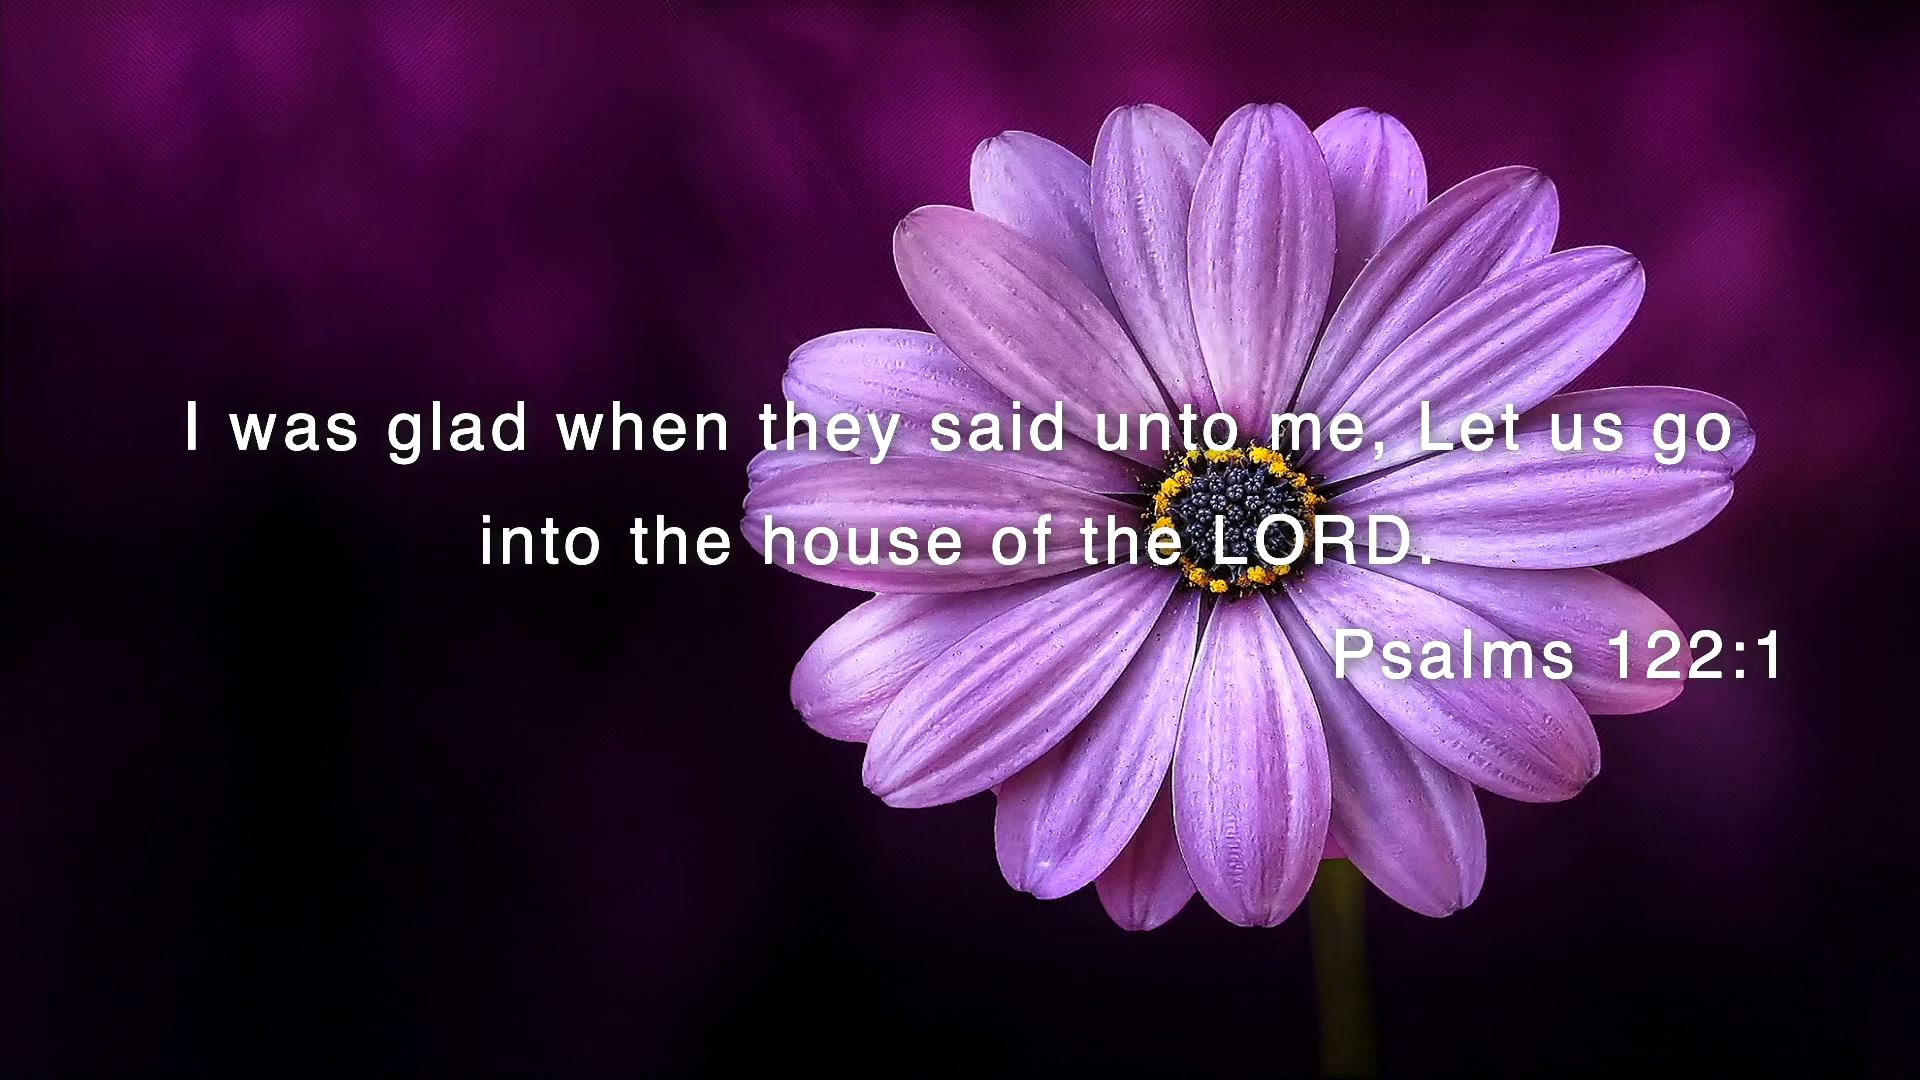 I was glad when they said unto me, Let us go
into the house of the LORD.
Psalms 122:1